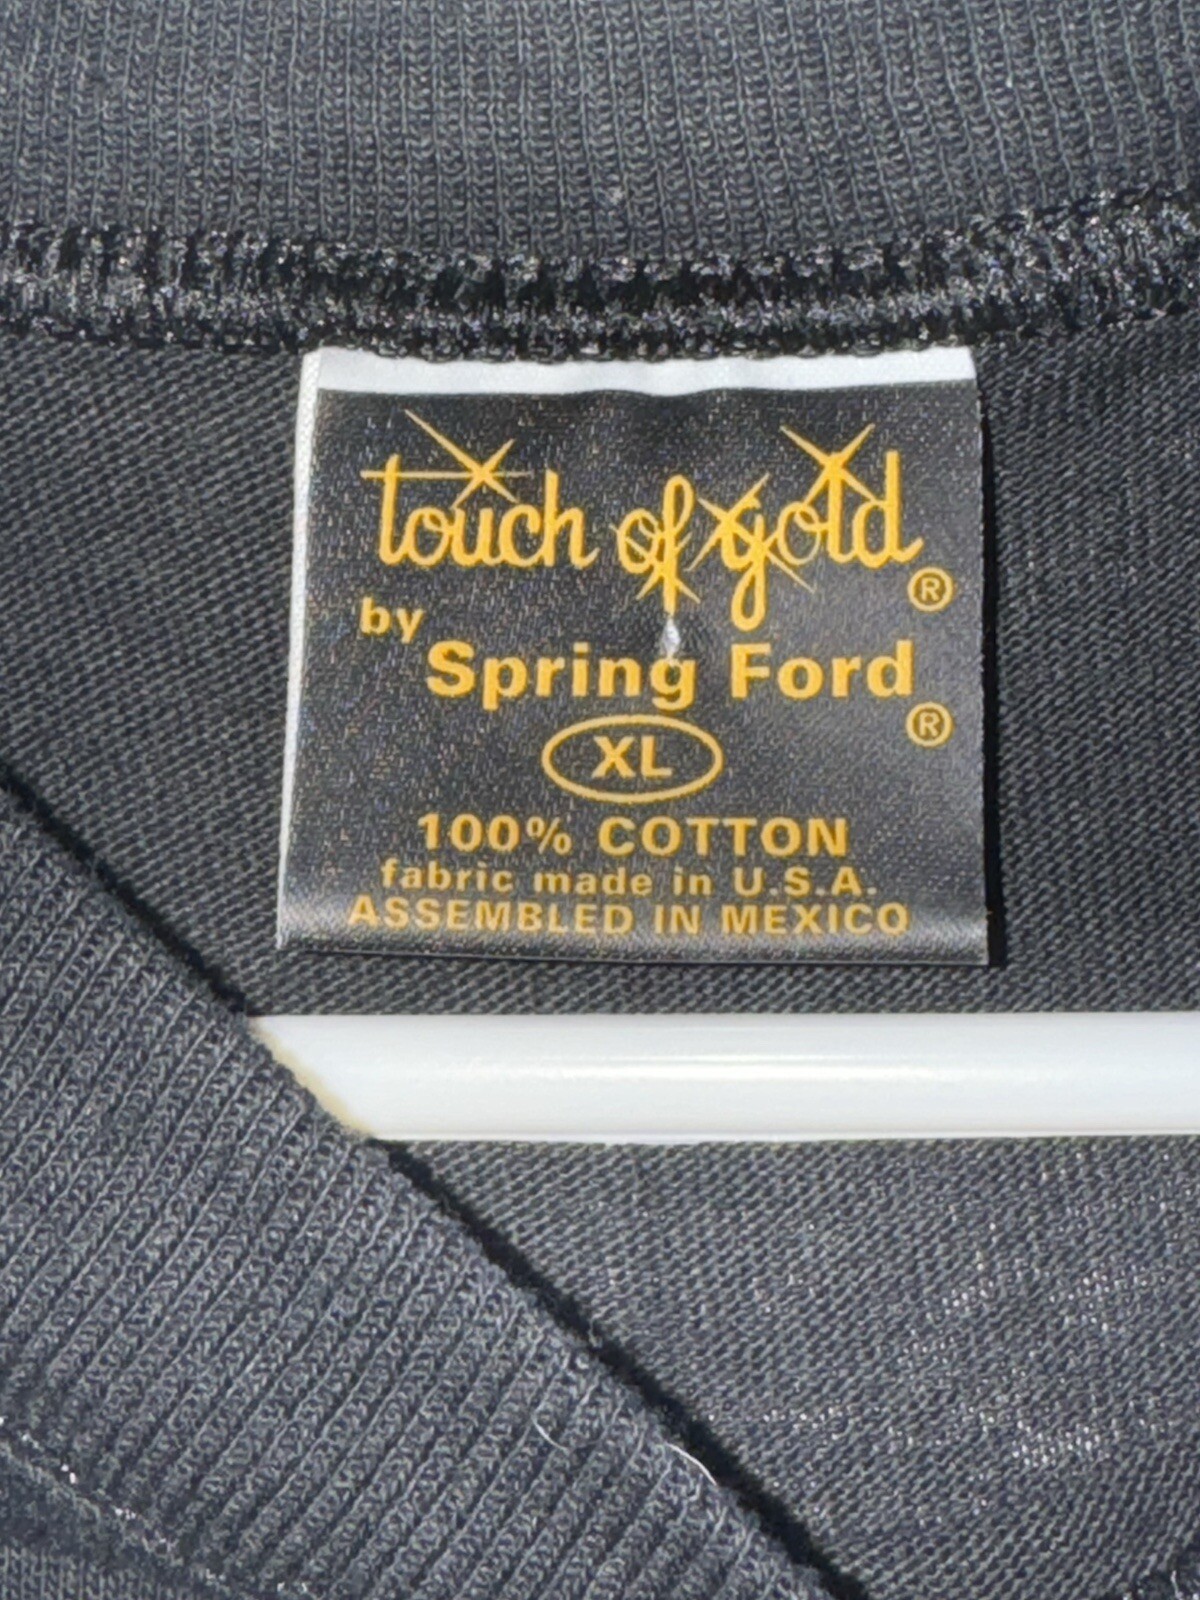 touch of gold®
by
Spring Ford®
XL
100% COTTON
fabric made in U.S.A.
ASSEMBLED IN MEXICO